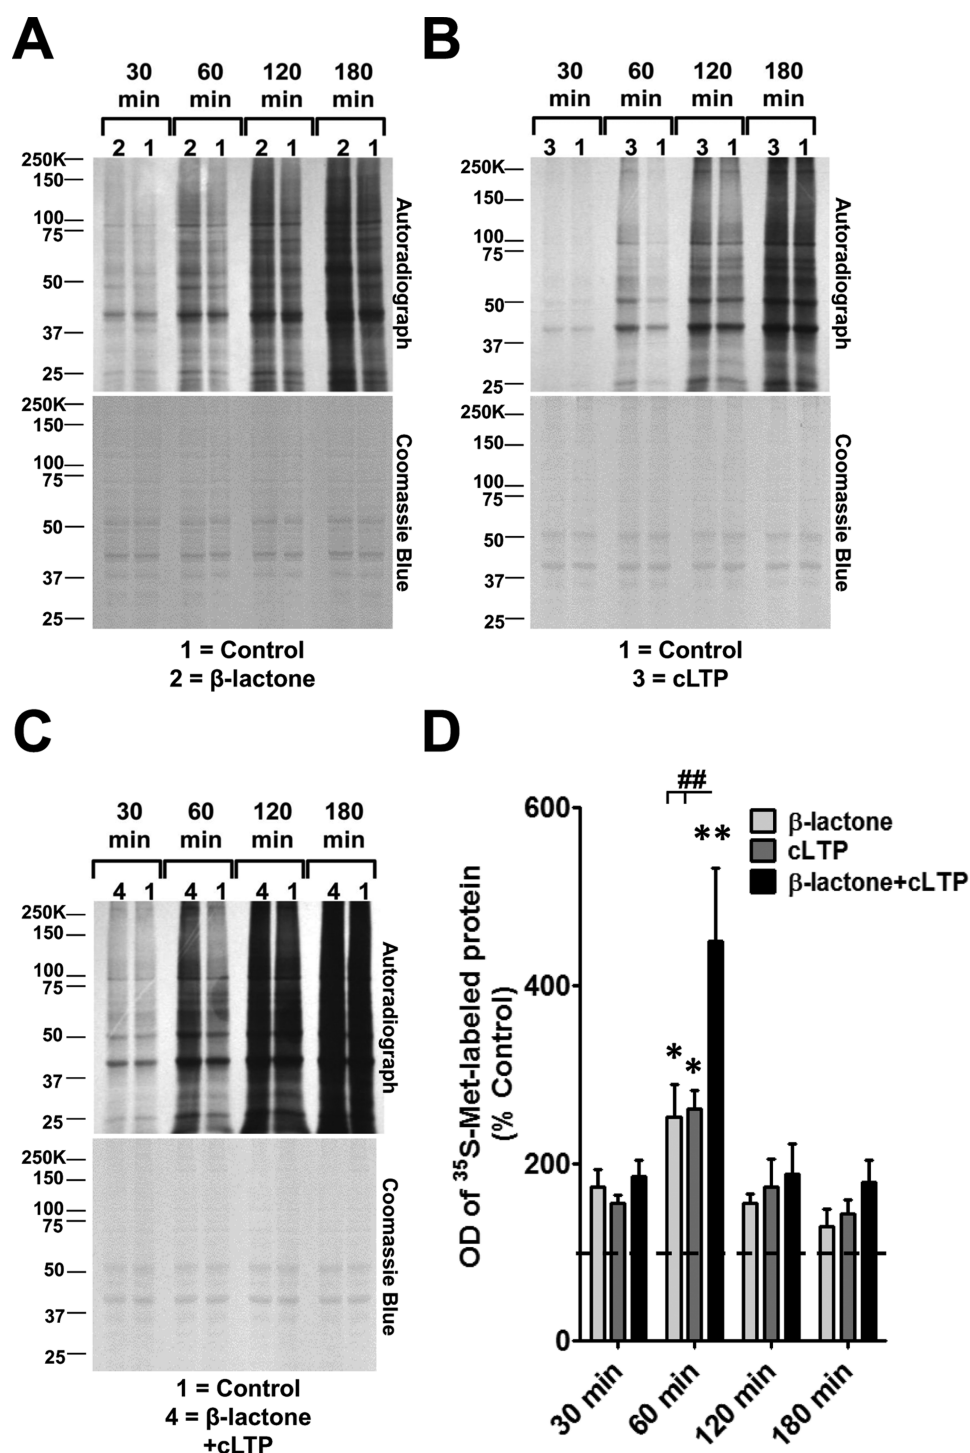 A
30 60 120 180
min min min min
2 1 2 1 2 1 2 1
250K
150
100
75
50
37
25
Autoradiograph
250K
150
100
75
50
37
25
Coomassie Blue
1 = Control
2 = β-lactone
B
30 60 120 180
min min min min
3 1 3 1 3 1 3 1
250K
150
100
75
50
37
25
Autoradiograph
250K
150
100
75
50
37
25
Coomassie Blue
1 = Control
3 = cLTP
C
30 60 120 180
min min min min
4 1 4 1 4 1 4 1
250K
150
100
75
50
37
25
Autoradiograph
250K
150
100
75
50
37
25
Coomassie Blue
1 = Control
4 = β-lactone
+cLTP
D
OD of ³⁵S-Met-labeled protein
(% Control)
600
400
200
0
##
**
*
*
β-lactone
cLTP
β-lactone+cLTP
30 min
60 min
120 min
180 min